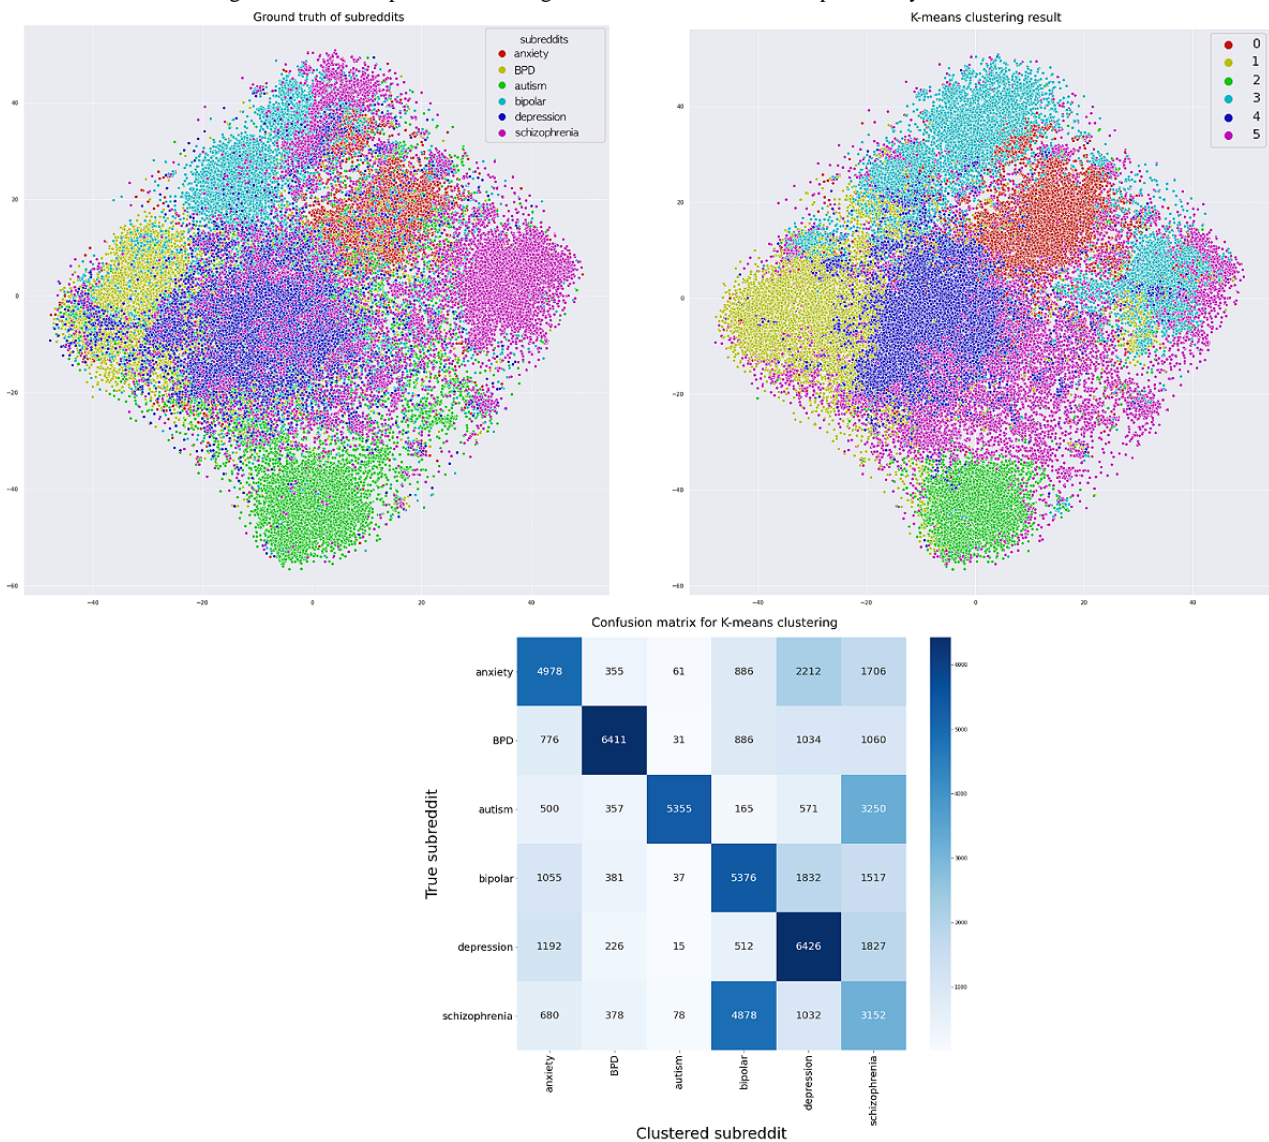 Ground truth of subreddits
subreddits
anxiety
BPD
autism
bipolar
depression
schizophrenia
40
20
0
−20
−40
−60
−40
−20
0
20
40
K-means clustering result
0
1
2
3
4
5
40
20
0
−20
−40
−60
−40
−20
0
20
40
Confusion matrix for K-means clustering
True subreddit
anxiety 4978 355 61 886 2212 1706
BPD 776 6411 31 886 1034 1060
autism 500 357 5355 165 571 3250
bipolar 1055 381 37 5376 1832 1517
depression 1192 226 15 512 6426 1827
schizophrenia 680 378 78 4878 1032 3152
anxiety
BPD
autism
bipolar
depression
schizophrenia
Clustered subreddit
5000
4000
3000
2000
1000